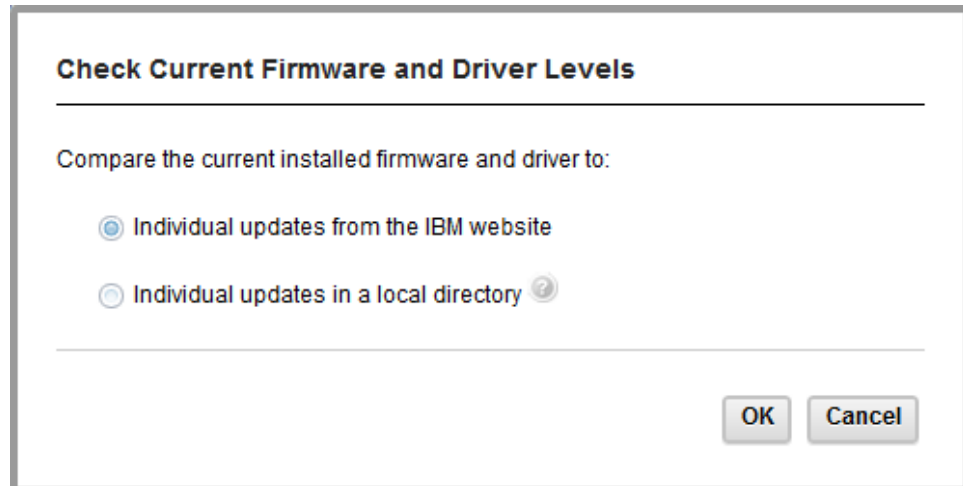 Check Current Firmware and Driver Levels
Compare the current installed firmware and driver to:
Individual updates from the IBM website
Individual updates in a local directory ?
OK Cancel